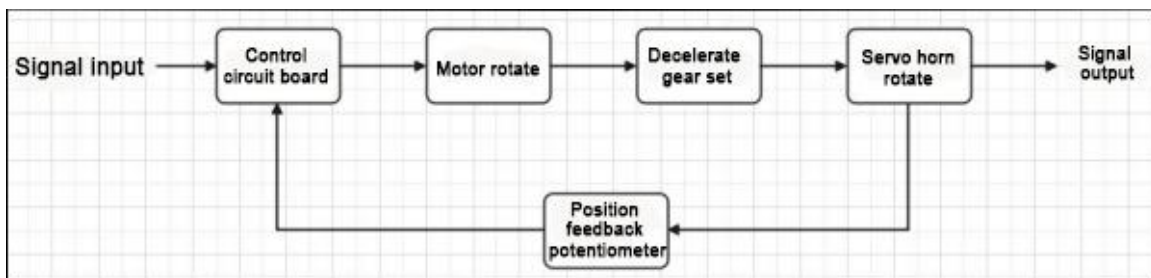 Signal input
Control
circuit board
Motor rotate
Decelerate
gear set
Servo horn
rotate
Signal
output
Position
feedback
potentiometer